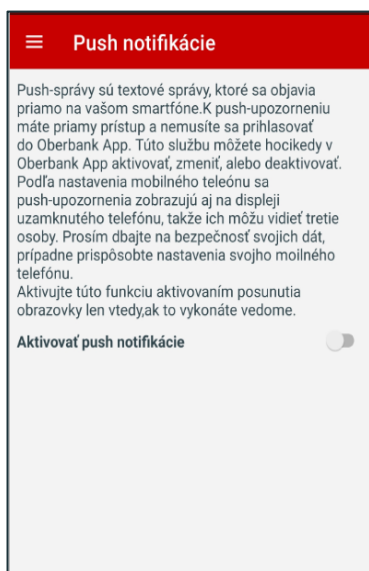 Push notifikácie
Push-správy sú textové správy, ktoré sa objavia
priamo na vašom smartfóne.K push-upozorneniu
máte priamy prístup a nemusíte sa prihlasovať
do Oberbank App. Túto službu môžete hocikedy v
Oberbank App aktivovať, zmeniť, alebo deaktivovať.
Podľa nastavenia mobilného teleónu sa
push-upozornenia zobrazujú aj na displeji
uzamknutého telefónu, takže ich môžu vidieť tretie
osoby. Prosím dbajte na bezpečnosť svojich dát,
prípadne prispôsobte nastavenia svojho moilného
telefónu.
Aktivujte túto funkciu aktivovaním posunutia
obrazovky len vtedy,ak to vykonáte vedome.
Aktivovať push notifikácie